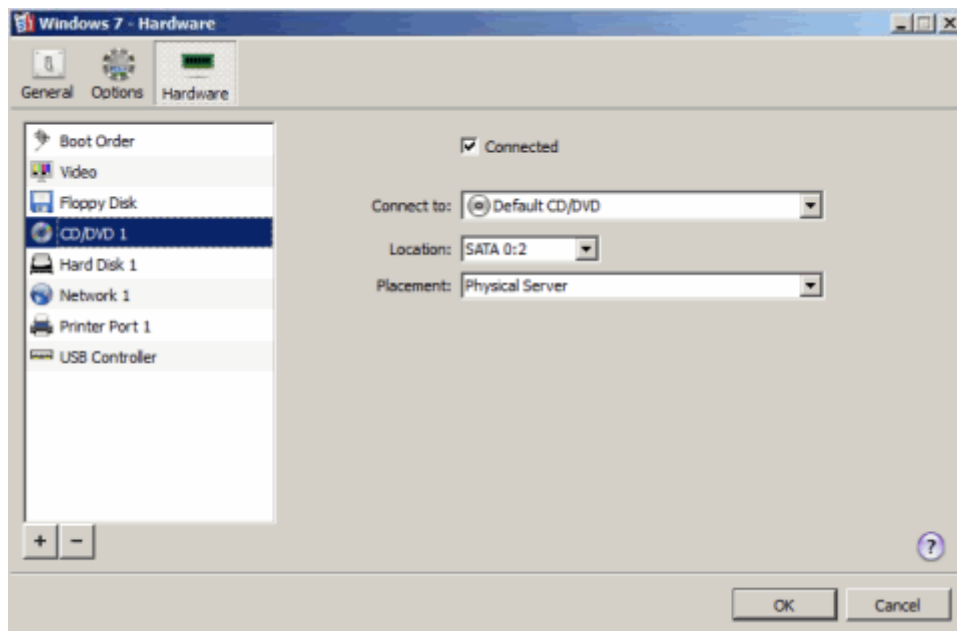 Windows 7 - Hardware
General Options Hardware
Boot Order
Video
Floppy Disk
CD/DVD 1
Hard Disk 1
Network 1
Printer Port 1
USB Controller
Connected
Connect to: Default CD/DVD
Location: SATA 0:2
Placement: Physical Server
+ -
?
OK Cancel